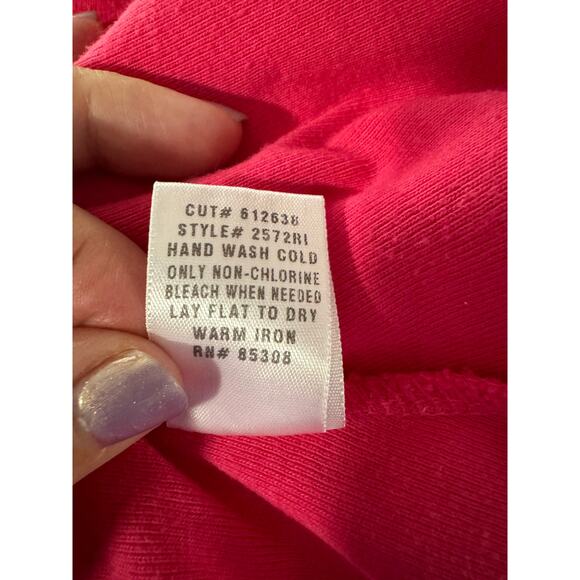 CUT# 612638
STYLE# 2572RI
HAND WASH COLD
ONLY NON-CHLORINE
BLEACH WHEN NEEDED
LAY FLAT TO DRY
WARM IRON
RN# 85308